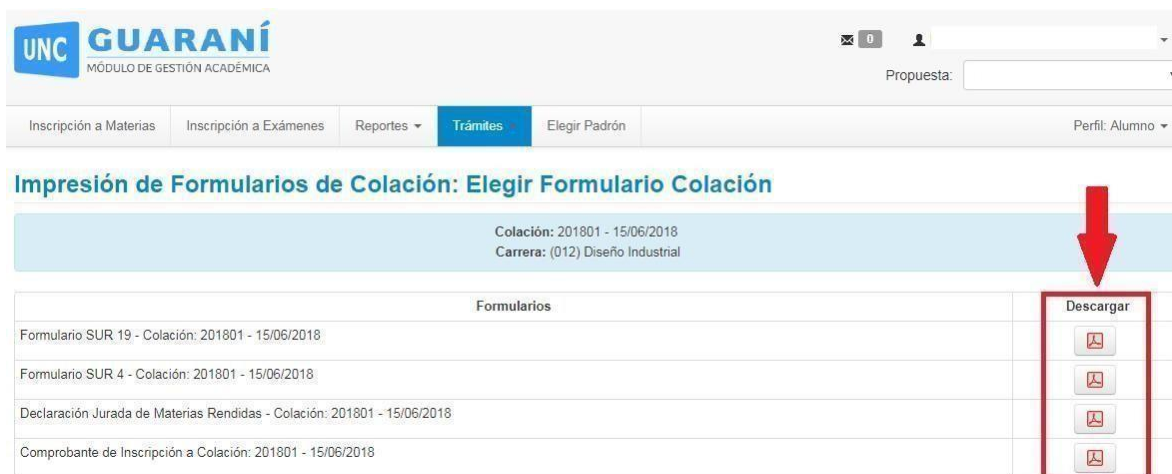 UNC GUARANÍ
MÓDULO DE GESTIÓN ACADÉMICA
0
Propuesta:
Inscripción a Materias Inscripción a Exámenes Reportes Trámites Elegir Padrón Perfil: Alumno
Impresión de Formularios de Colación: Elegir Formulario Colación
Colación: 201801 - 15/06/2018
Carrera: (012) Diseño Industrial
Formularios Descargar
Formulario SUR 19 - Colación: 201801 - 15/06/2018
Formulario SUR 4 - Colación: 201801 - 15/06/2018
Declaración Jurada de Materias Rendidas - Colación: 201801 - 15/06/2018
Comprobante de Inscripción a Colación: 201801 - 15/06/2018